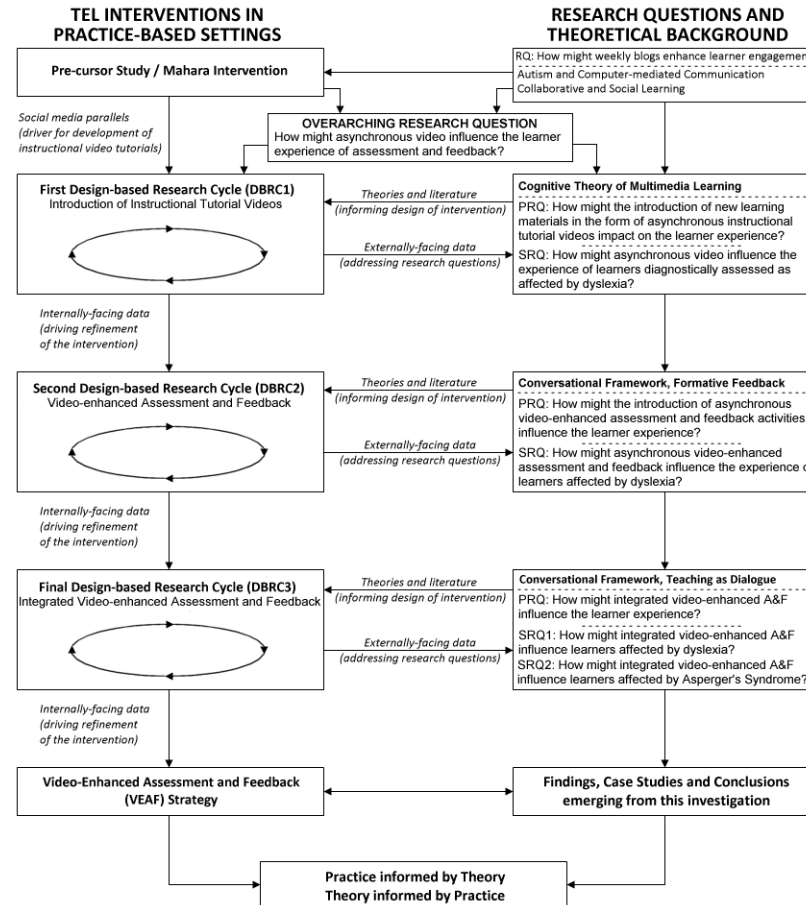 TEL INTERVENTIONS IN
PRACTICE-BASED SETTINGS
RESEARCH QUESTIONS AND
THEORETICAL BACKGROUND
Pre-cursor Study / Mahara Intervention
RQ: How might weekly blogs enhance learner engagemen
Autism and Computer-mediated Communication
Collaborative and Social Learning
Social media parallels
(driver for development of
instructional video tutorials)
OVERARCHING RESEARCH QUESTION
How might asynchronous video influence the learner
experience of assessment and feedback?
First Design-based Research Cycle (DBRC1)
Introduction of Instructional Tutorial Videos
Theories and literature
(informing design of intervention)
Externally-facing data
(addressing research questions)
Cognitive Theory of Multimedia Learning
PRQ: How might the introduction of new learning
materials in the form of asynchronous instructional
tutorial videos impact on the learner experience?
SRQ: How might asynchronous video influence the
experience of learners diagnostically assessed as
affected by dyslexia?
Internally-facing data
(driving refinement
of the intervention)
Second Design-based Research Cycle (DBRC2)
Video-enhanced Assessment and Feedback
Theories and literature
(informing design of intervention)
Externally-facing data
(addressing research questions)
Conversational Framework, Formative Feedback
PRQ: How might the introduction of asynchronous
video-enhanced assessment and feedback activities
influence the learner experience?
SRQ: How might asynchronous video-enhanced
assessment and feedback influence the experience o
learners affected by dyslexia?
Internally-facing data
(driving refinement
of the intervention)
Final Design-based Research Cycle (DBRC3)
Integrated Video-enhanced Assessment and Feedback
Theories and literature
(informing design of intervention)
Externally-facing data
(addressing research questions)
Conversational Framework, Teaching as Dialogue
PRQ: How might integrated video-enhanced A&F
influence the learner experience?
SRQ1: How might integrated video-enhanced A&F
influence learners affected by dyslexia?
SRQ2: How might integrated video-enhanced A&F
influence learners affected by Asperger's Syndrome?
Internally-facing data
(driving refinement
of the intervention)
Video-Enhanced Assessment and Feedback
(VEAF) Strategy
Findings, Case Studies and Conclusions
emerging from this investigation
Practice informed by Theory
Theory informed by Practice